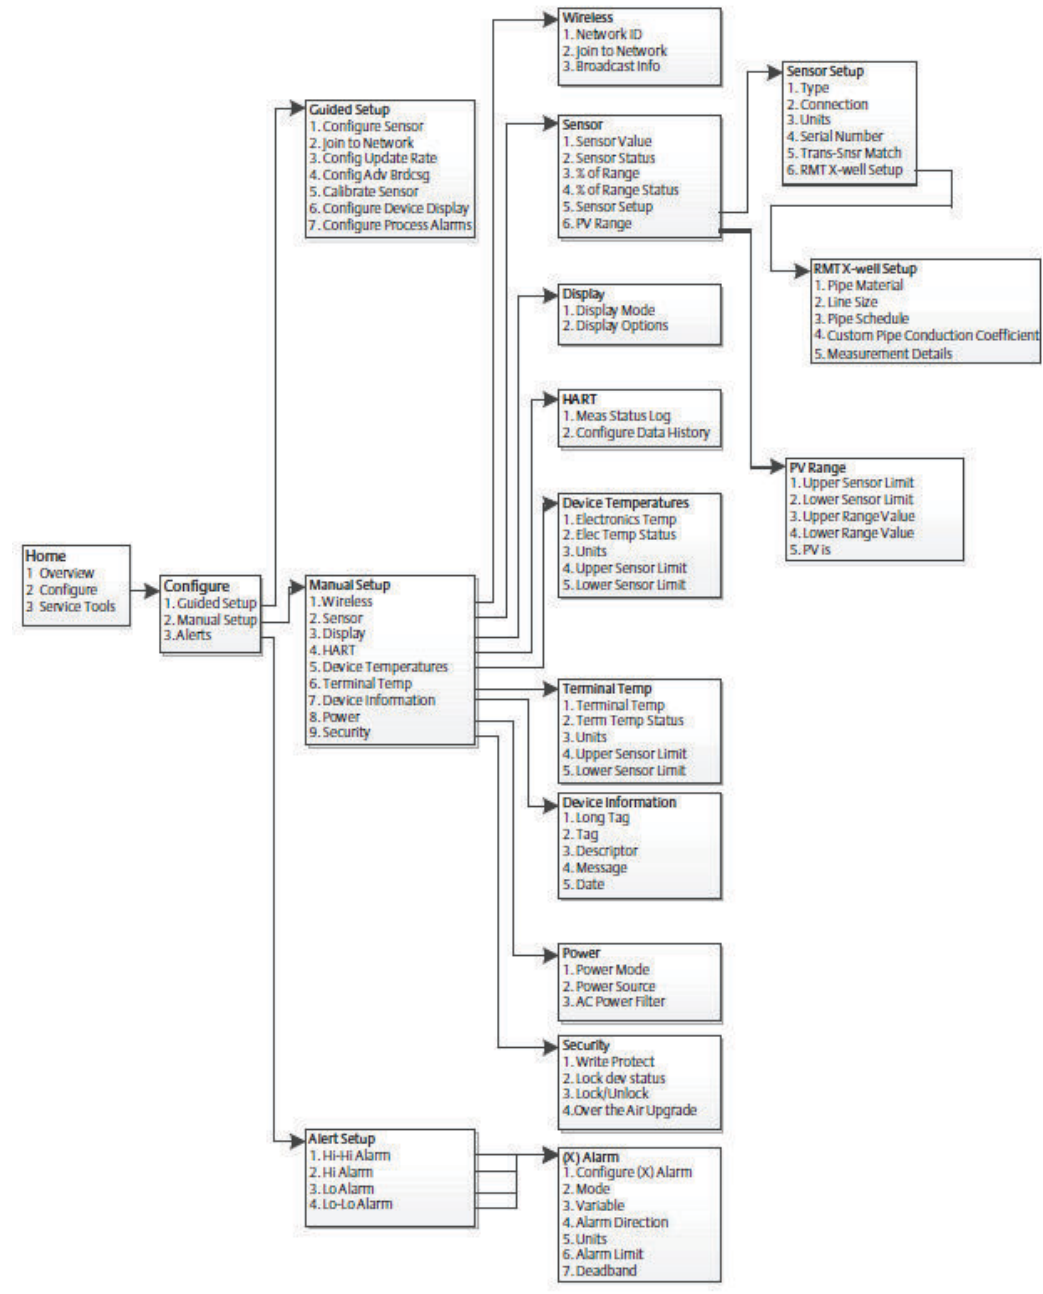 Home
1 Overview
2 Configure
3 Service Tools
Configure
1. Guided Setup
2. Manual Setup
3.Alerts
Guided Setup
1. Configure Sensor
2. Join to Network
3. Config Update Rate
4. Config Adv Brdcsg
5. Calibrate Sensor
6. Configure Device Display
7. Configure Process Alarms
Manual Setup
1. Wireless
2. Sensor
3. Display
4. HART
5. Device Temperatures
6. Terminal Temp
7. Device Information
8. Power
9. Security
Alert Setup
1. Hi-Hi Alarm
2. Hi Alarm
3. Lo Alarm
4. Lo-Lo Alarm
Wireless
1. Network ID
2. Join to Network
3. Broadcast Info
Sensor
1. Sensor Value
2. Sensor Status
3. % of Range
4. % of Range Status
5. Sensor Setup
6. PV Range
Display
1. Display Mode
2. Display Options
HART
1. Meas Status Log
2. Configure Data History
Device Temperatures
1. Electronics Temp
2. Elec Temp Status
3. Units
4. Upper Sensor Limit
5. Lower Sensor Limit
Terminal Temp
1. Terminal Temp
2. Term Temp Status
3. Units
4. Upper Sensor Limit
5. Lower Sensor Limit
Device Information
1. Long Tag
2. Tag
3. Descriptor
4. Message
5. Date
Power
1. Power Mode
2. Power Source
3. AC Power Filter
Security
1. Write Protect
2. Lock dev status
3. Lock/Unlock
4.Over the Air Upgrade
(X) Alarm
1. Configure (X) Alarm
2. Mode
3. Variable
4. Alarm Direction
5. Units
6. Alarm Limit
7. Deadband
Sensor Setup
1. Type
2. Connection
3. Units
4. Serial Number
5. Trans-Snsr Match
6. RMT X-well Setup
RMT X-well Setup
1. Pipe Material
2. Line Size
3. Pipe Schedule
4. Custom Pipe Conduction Coefficient
5. Measurement Details
PV Range
1. Upper Sensor Limit
2. Lower Sensor Limit
3. Upper Range Value
4. Lower Range Value
5. PV is